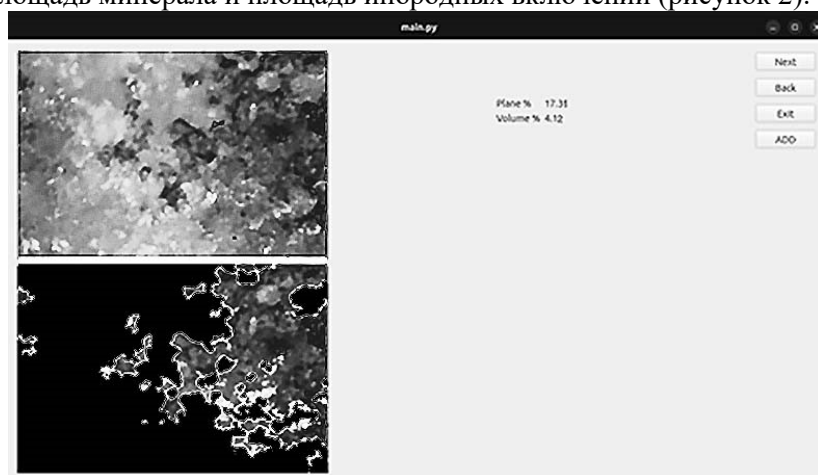 площадь минерала и площадь инородных включений (рисунок 2).
main.py
Next
Plane % 17.31
Back
Volume % 4.12
Exit
ADD